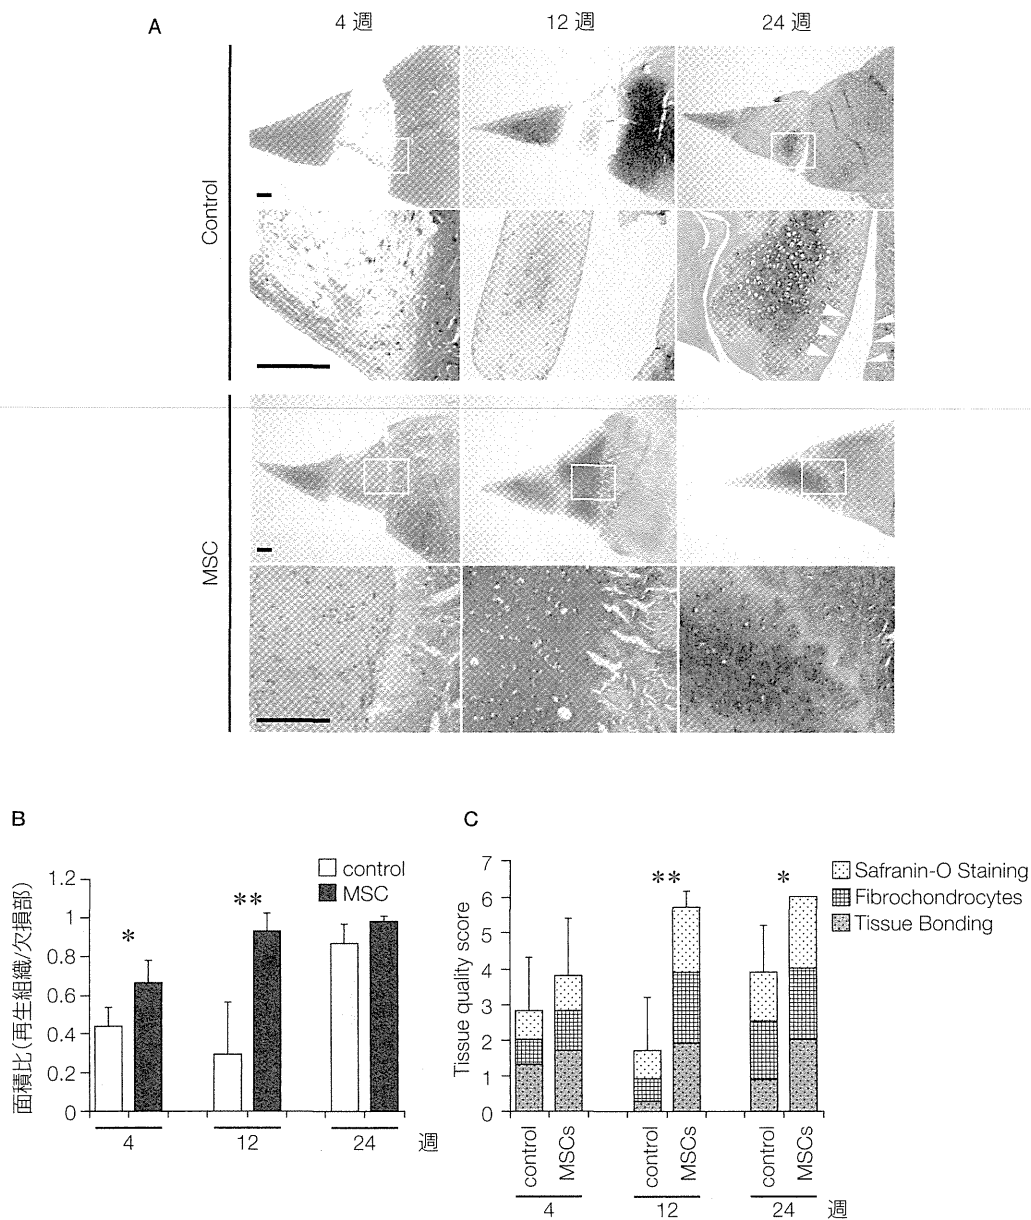 A
4 週
12 週
24 週
Control
MSC
B
control
MSC
面積比(再生組織/欠損部)
1.2
1
0.8
0.6
0.4
0.2
0
*
**
4
12
24
週
C
Safranin-O Staining
Fibrochondrocytes
Tissue Bonding
Tissue quality score
7
6
5
4
3
2
1
0
**
*
control
MSCs
control
MSCs
control
MSCs
4
12
24
週